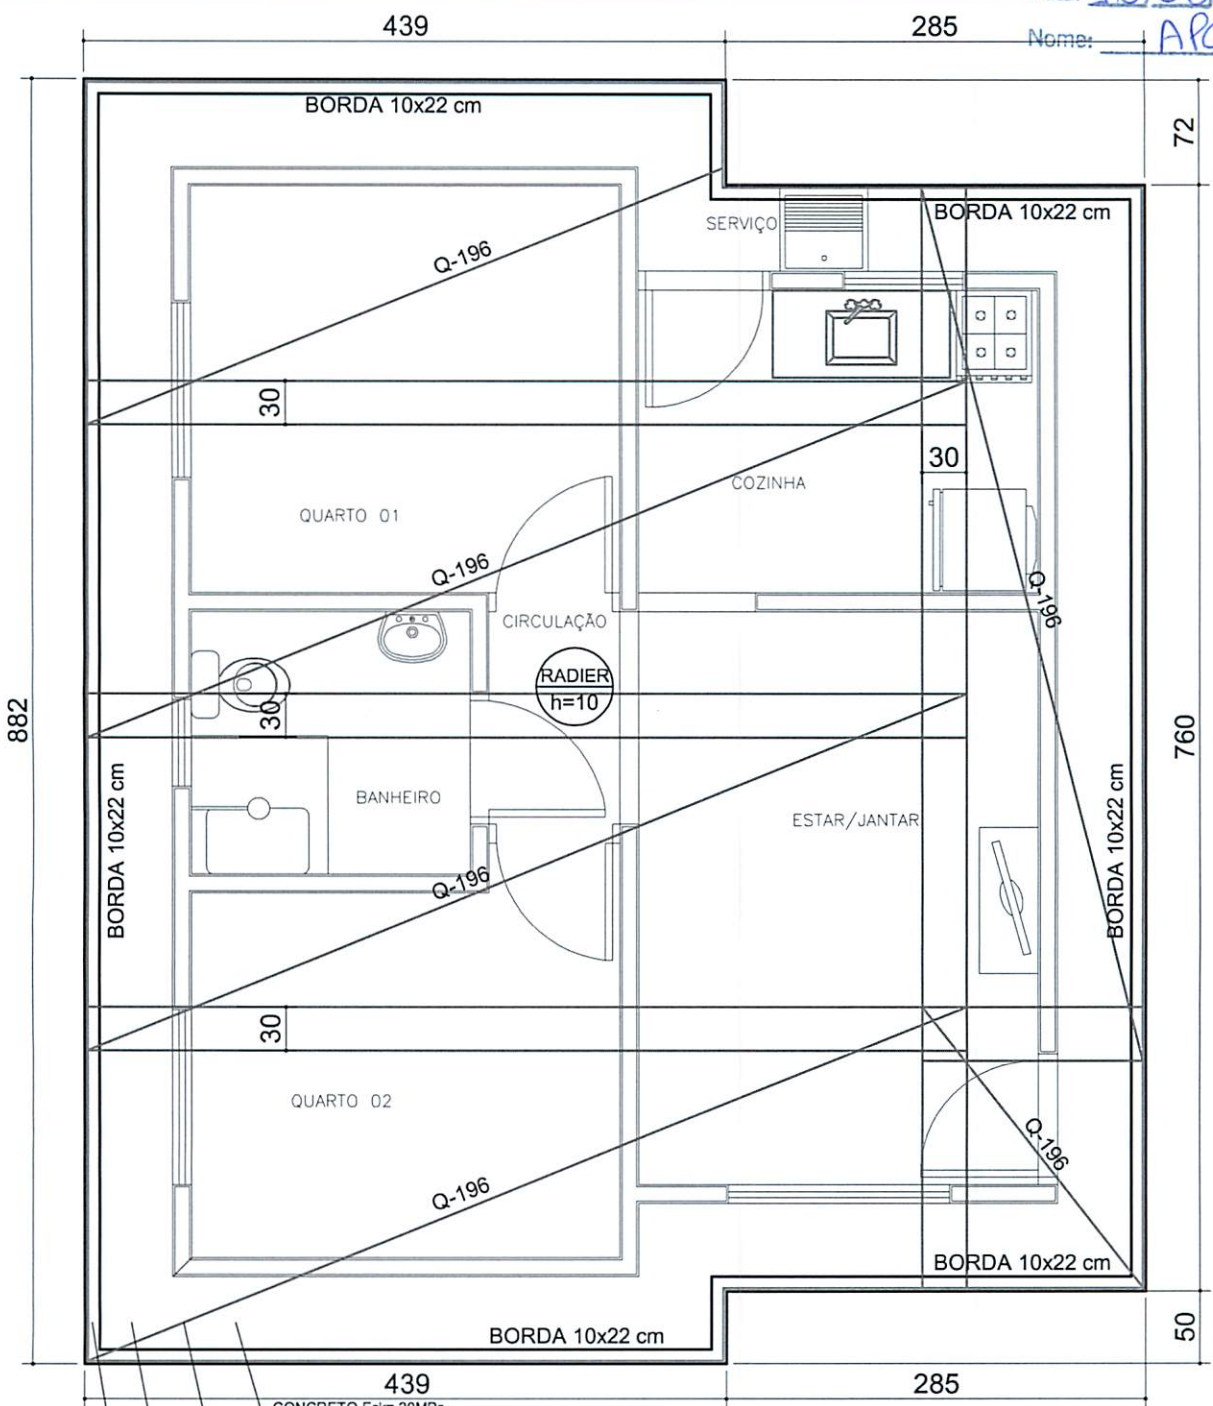 439
285
Nome:
BORDA 10x22 cm
72
BORDA 10x22 cm
SERVIÇO
Q-196
30
30
COZINHA
QUARTO 01
Q-196
Q-196
CIRCULAÇÃO
RADIER
h=10
882
30
760
BANHEIRO
ESTAR/JANTAR
BORDA 10x22 cm
BORDA 10x22 cm
Q-196
30
QUARTO 02
Q-196
Q-196
BORDA 10x22 cm
BORDA 10x22 cm
50
439
285